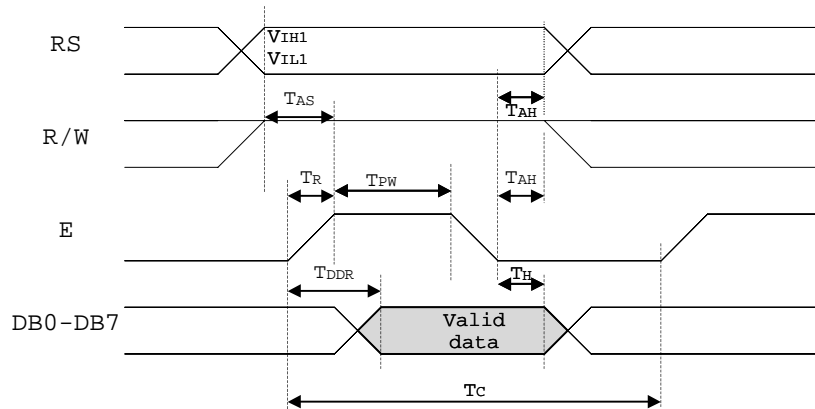 RS
VIH1
VIL1
TAS
TAH
R/W
TR
TPW
TAH
E
TDDR
TH
DB0-DB7
Valid
data
TC